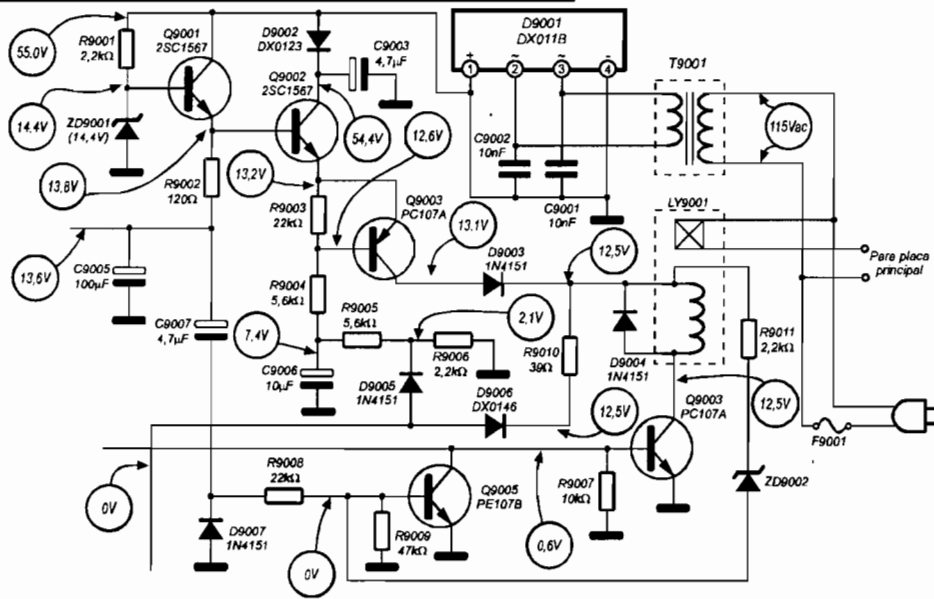 55.0V
R9001
2,2kΩ
Q9001
2SC1567
D9002
DX0123
C9003
4,7µF
D9001
DX011B
+
~
~
-
1
2
3
4
T9001
14.4V
ZD9001
(14,4V)
Q9002
2SC1567
54,4V
12,6V
C9002
10nF
115Vac
13,8V
R9002
120Ω
13,2V
R9003
22kΩ
Q9003
PC107A
13.1V
C9001
10nF
LY9001
13,6V
C9005
100µF
D9003
1N4151
12,5V
Para placa
principal
R9004
5,6kΩ
C9007
4,7µF
7.4V
R9005
5,6kΩ
2,1V
R9006
2,2kΩ
R9010
39Ω
D9004
1N4151
R9011
2,2kΩ
C9006
10µF
D9005
1N4151
D9006
DX0146
12,5V
Q9003
PC107A
12,5V
F9001
0V
R9008
22kΩ
Q9005
PE107B
R9007
10kΩ
ZD9002
D9007
1N4151
R9009
47kΩ
0V
0,6V